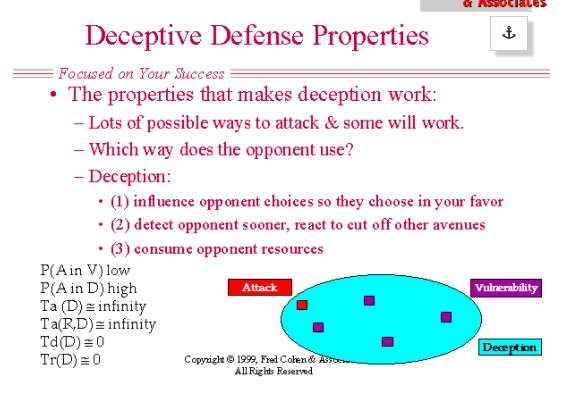 & Associates
Deceptive Defense Properties
Focused on Your Success
• The properties that makes deception work:
– Lots of possible ways to attack & some will work.
– Which way does the opponent use?
– Deception:
• (1) influence opponent choices so they choose in your favor
• (2) detect opponent sooner, react to cut off other avenues
• (3) consume opponent resources
P(A in V) low
P(A in D) high
Ta (D) ≅ infinity
Ta(R,D) ≅ infinity
Td(D) ≅ 0
Tr(D) ≅ 0
Attack
Vulnerability
Deception
Copyright © 1999, Fred Cohen &
All Rights Reserved